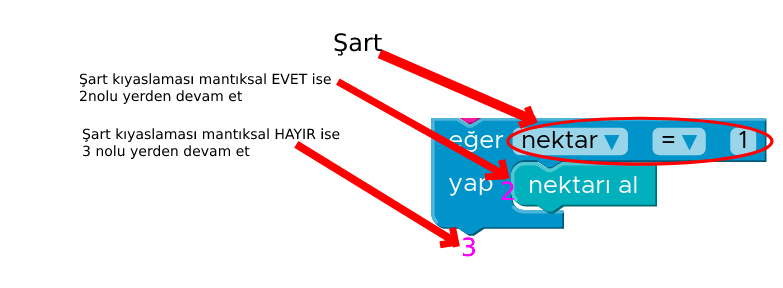 Şart
Şart kıyaslaması mantıksal EVET ise
2nolu yerden devam et
Şart kıyaslaması mantıksal HAYIR ise
3 nolu yerden devam et
eğer nektar = 1
yap 2 nektarı al
3